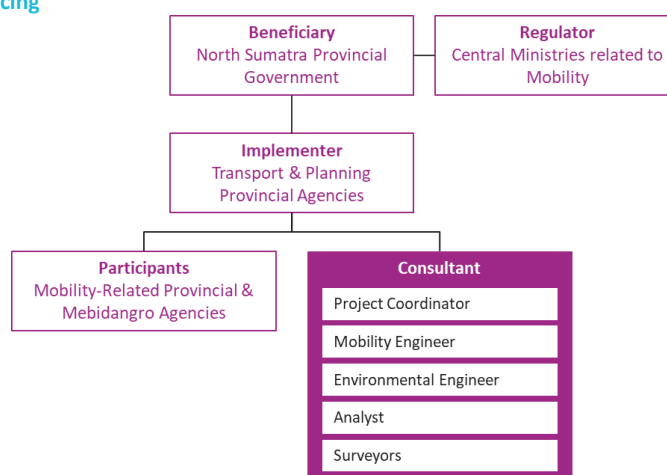 cing
Beneficiary
North Sumatra Provincial
Government
Regulator
Central Ministries related to
Mobility
Implementer
Transport & Planning
Provincial Agencies
Participants
Mobility-Related Provincial &
Mebidangro Agencies
Consultant
Project Coordinator
Mobility Engineer
Environmental Engineer
Analyst
Surveyors